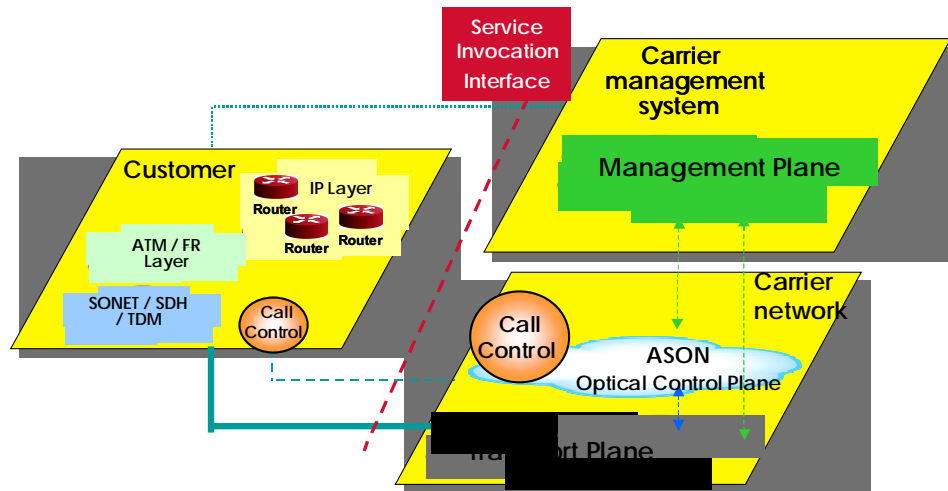 Service
Invocation
Interface
Carrier
management
system
Management Plane
Customer
IP Layer
Router
Router
Router
ATM / FR
Layer
SONET / SDH
/ TDM
Call
Control
Carrier
network
Call
Control
ASON
Optical Control Plane
Plane